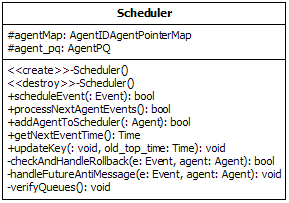 Scheduler
#agentMap: AgentIDAgentPointerMap
#agent_pq: AgentPQ
<<create>>-Scheduler()
<<destroy>>-Scheduler()
+scheduleEvent(: Event): bool
+processNextAgentEvents(): bool
+addAgentToScheduler(: Agent): bool
+getNextEventTime(): Time
+updateKey(: void, old_top_time: Time): void
-checkAndHandleRollback(e: Event, agent: Agent): bool
-handleFutureAntiMessage(e: Event, agent: Agent): void
-verifyQueues(): void